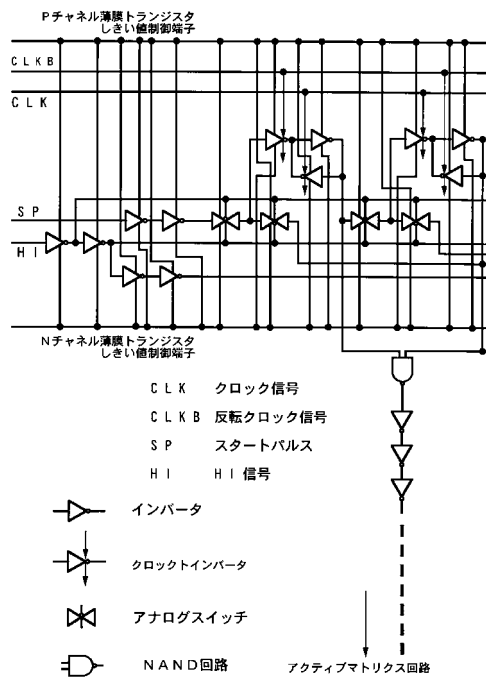 Pチャネル薄膜トランジスタ
しきい値制御端子
CLKB
CLK
SP
HI
Nチャネル薄膜トランジスタ
しきい値制御端子
CLK クロック信号
CLKB 反転クロック信号
SP スタートパルス
HI HI信号
インバータ
クロックトインバータ
アナログスイッチ
NAND回路
アクティブマトリクス回路